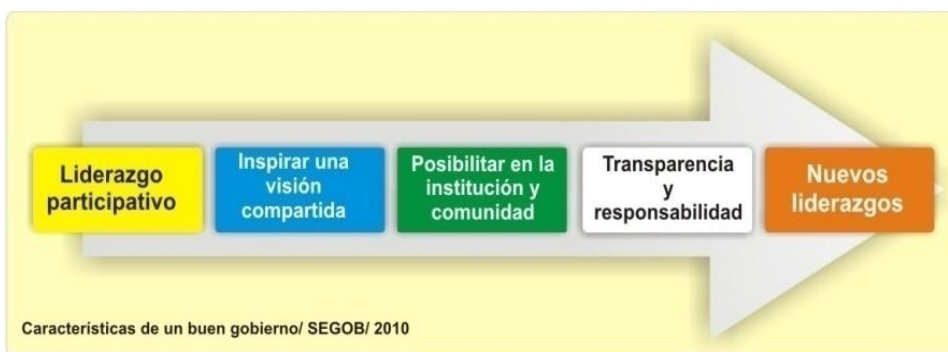 Liderazgo
participativo
Inspirar una
visión
compartida
Posibilitar en la
institución y
comunidad
Transparencia
y
responsabilidad
Nuevos
liderazgos
Características de un buen gobierno/ SEGOB/ 2010